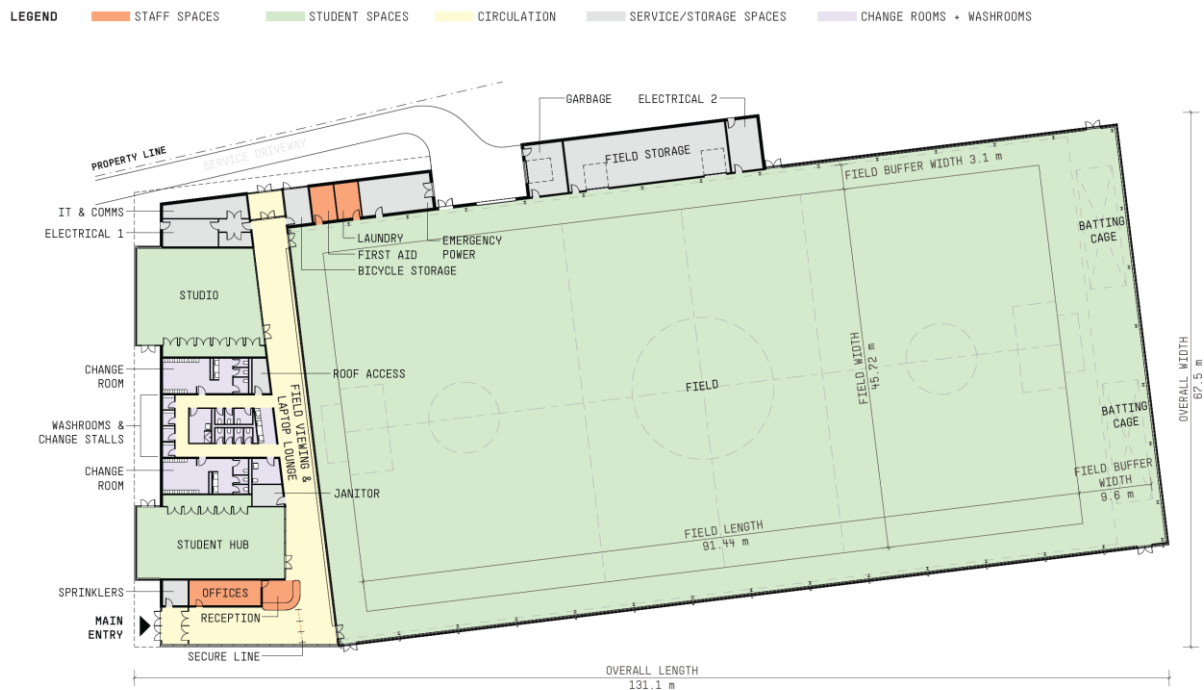 LEGEND
STAFF SPACES
STUDENT SPACES
CIRCULATION
SERVICE/STORAGE SPACES
CHANGE ROOMS + WASHROOMS
GARBAGE
ELECTRICAL 2
PROPERTY LINE
SERVICE DRIVEWAY
FIELD STORAGE
FIELD BUFFER WIDTH 3.1 m
IT & COMMS
ELECTRICAL 1
LAUNDRY
FIRST AID
BICYCLE STORAGE
EMERGENCY
POWER
BATTING
CAGE
STUDIO
CHANGE
ROOM
ROOF ACCESS
FIELD VIEWING &
LAPTOP LOUNGE
FIELD
FIELD WIDTH
45.72 m
OVERALL WIDTH
67.5 m
BATTING
CAGE
WASHROOMS &
CHANGE STALLS
CHANGE
ROOM
JANITOR
FIELD BUFFER
WIDTH
9.6 m
FIELD LENGTH
91.44 m
STUDENT HUB
SPRINKLERS
OFFICES
RECEPTION
MAIN
ENTRY
SECURE LINE
OVERALL LENGTH
131.1 m